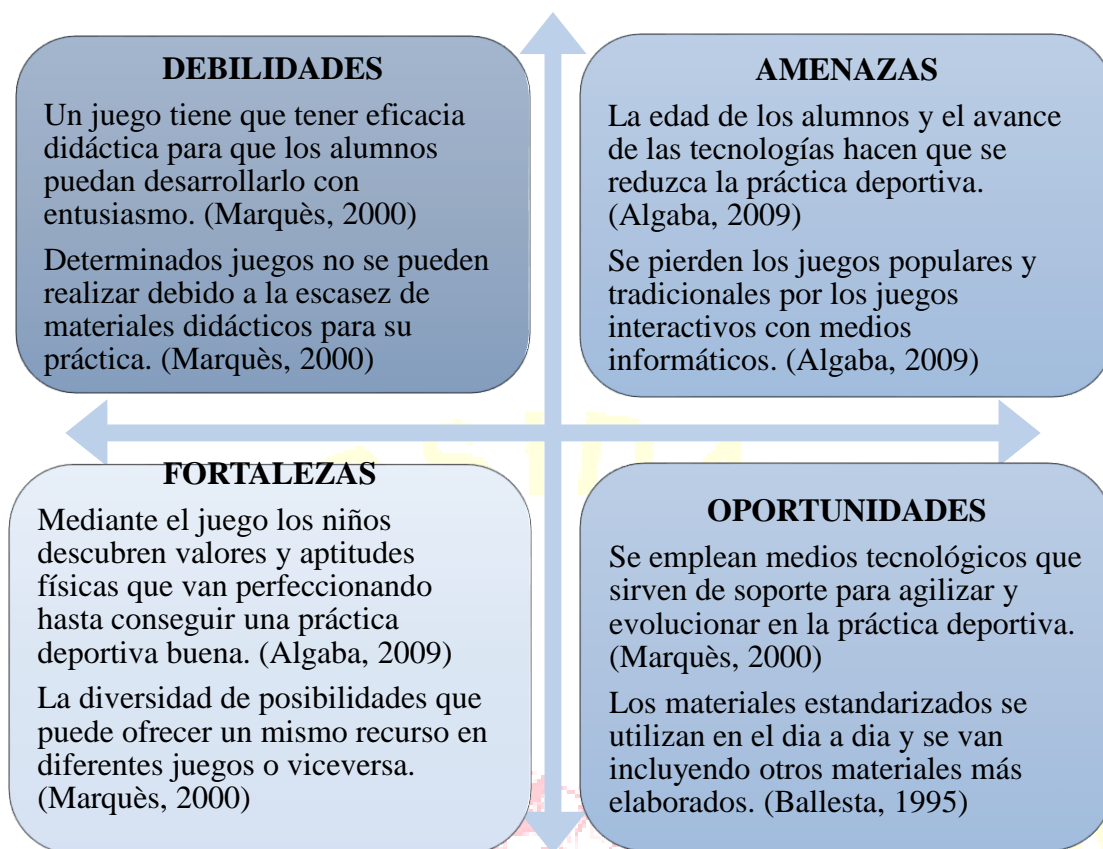 DEBILIDADES
Un juego tiene que tener eficacia
didáctica para que los alumnos
puedan desarrollarlo con
entusiasmo. (Marquès, 2000)
Determinados juegos no se pueden
realizar debido a la escasez de
materiales didácticos para su
práctica. (Marquès, 2000)
AMENAZAS
La edad de los alumnos y el avance
de las tecnologías hacen que se
reduzca la práctica deportiva.
(Algaba, 2009)
Se pierden los juegos populares y
tradicionales por los juegos
interactivos con medios
informáticos. (Algaba, 2009)
FORTALEZAS
Mediante el juego los niños
descubren valores y aptitudes
físicas que van perfeccionando
hasta conseguir una práctica
deportiva buena. (Algaba, 2009)
La diversidad de posibilidades que
puede ofrecer un mismo recurso en
diferentes juegos o viceversa.
(Marquès, 2000)
OPORTUNIDADES
Se emplean medios tecnológicos que
sirven de soporte para agilizar y
evolucionar en la práctica deportiva.
(Marquès, 2000)
Los materiales estandarizados se
utilizan en el dia a dia y se van
incluyendo otros materiales más
elaborados. (Ballesta, 1995)